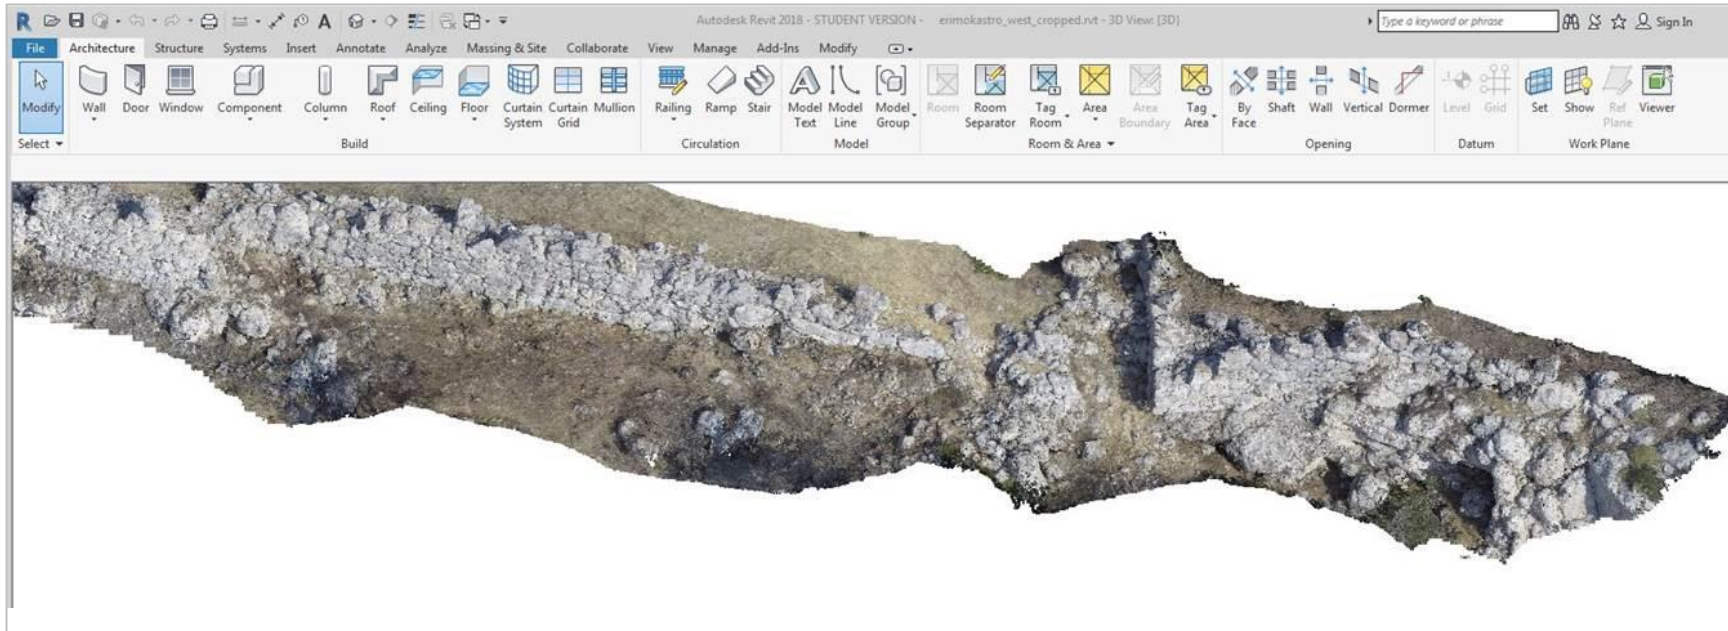 Autodesk Revit 2018 - STUDENT VERSION - erimokastro_west_cropped.rvt - 3D View: {3D}
Type a keyword or phrase
Sign In
File Architecture Structure Systems Insert Annotate Analyze Massing & Site Collaborate View Manage Add-Ins Modify
Modify Wall Door Window Component Column Roof Ceiling Floor Curtain Curtain Mullion Railing Ramp Stair Model Model Model Room Room Tag Area Area Tag By Shaft Wall Vertical Dormer Level Grid Set Show Ref Viewer
System Grid Text Line Group Separator Room Boundary Area Face Plane
Select Build Circulation Model Room & Area Opening Datum Work Plane